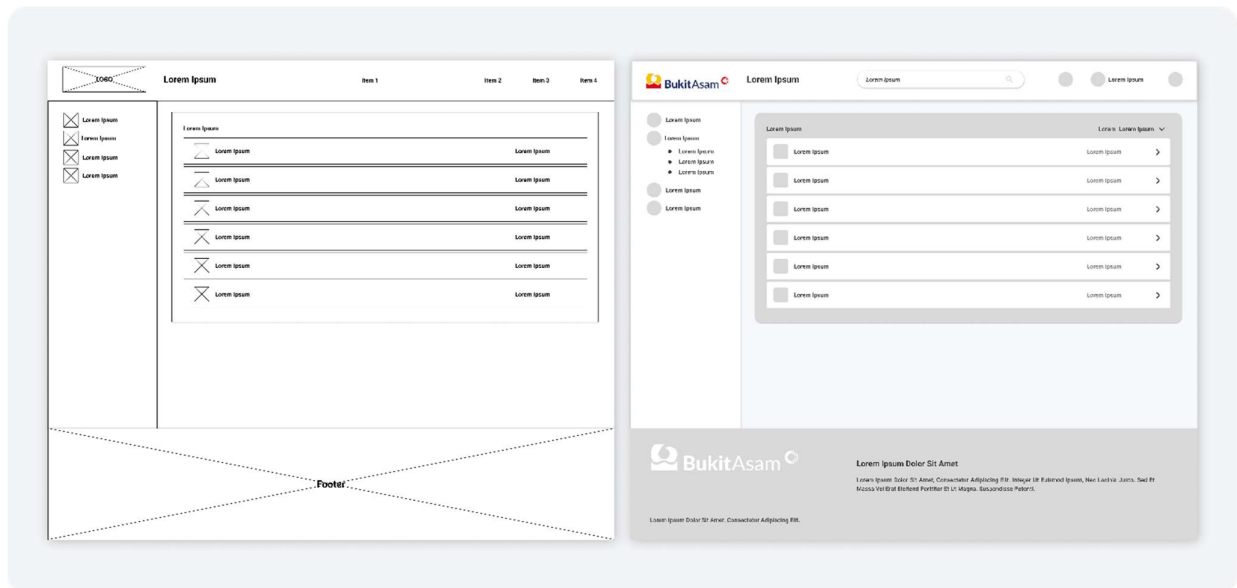 LOGO
Lorem Ipsum
Item 1
Item 2
Item 3
Item 4
Lorem Ipsum
Lorem Ipsum
Lorem Ipsum
Lorem Ipsum
Lorem Ipsum
Lorem Ipsum Lorem Ipsum
Lorem Ipsum Lorem Ipsum
Lorem Ipsum Lorem Ipsum
Lorem Ipsum Lorem Ipsum
Lorem Ipsum Lorem Ipsum
Lorem Ipsum Lorem Ipsum
Footer
BukitAsam
Lorem Ipsum
Lorem Ipsum
Lorem Ipsum
Lorem Ipsum
Lorem Ipsum
Lorem Ipsum
Lorem Ipsum
Lorem Ipsum
Lorem Ipsum
Lorem Ipsum
Lorem Ipsum
Lorem Lorem Ipsum
Lorem Ipsum Lorem Ipsum
Lorem Ipsum Lorem Ipsum
Lorem Ipsum Lorem Ipsum
Lorem Ipsum Lorem Ipsum
Lorem Ipsum Lorem Ipsum
Lorem Ipsum Lorem Ipsum
BukitAsam
Lorem Ipsum Dolor Sit Amet
Lorem Ipsum Dolor Sit Amet, Consectetur Adipiscing Elit. Integer Ut Euismod Ipsum, Nec Lacinia Justo. Sed Et
Massa Vel Erat Eleifend Porttitor Et Ut Magna. Suspendisse Potenti.
Lorem Ipsum Dolor Sit Amet, Consectetur Adipiscing Elit.